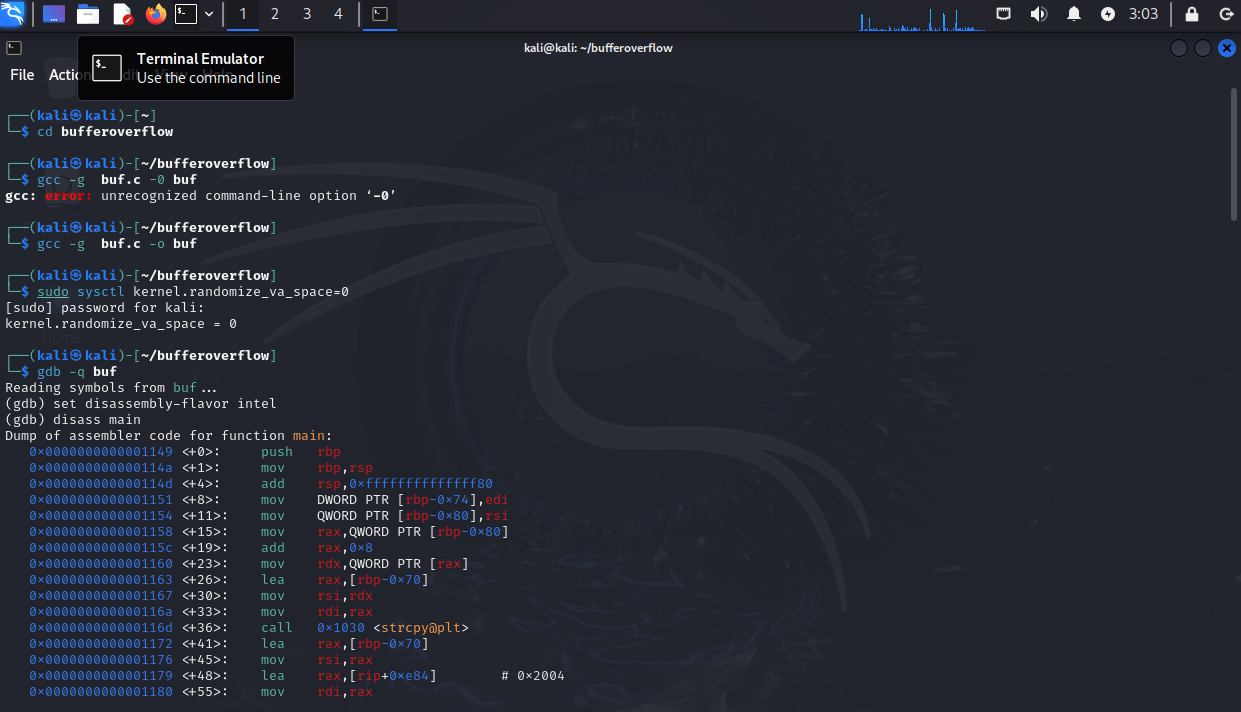 1 2 3 4 3:03
kali@kali: ~/bufferoverflow
File Action Edit View Help
Terminal Emulator
Use the command line
┌──(kali㉿kali)-[~]
└─$ cd bufferoverflow
┌──(kali㉿kali)-[~/bufferoverflow]
└─$ gcc -g  buf.c -0 buf
gcc: error: unrecognized command-line option ‘-0’
┌──(kali㉿kali)-[~/bufferoverflow]
└─$ gcc -g  buf.c -o buf
┌──(kali㉿kali)-[~/bufferoverflow]
└─$ sudo sysctl kernel.randomize_va_space=0
[sudo] password for kali:
kernel.randomize_va_space = 0
Home
┌──(kali㉿kali)-[~/bufferoverflow]
└─$ gdb -q buf
Reading symbols from buf...
(gdb) set disassembly-flavor intel
(gdb) disass main
Dump of assembler code for function main:
   0x0000000000001149 <+0>:    push   rbp
   0x000000000000114a <+1>:    mov    rbp,rsp
   0x000000000000114d <+4>:    add    rsp,0xffffffffffffff80
   0x0000000000001151 <+8>:    mov    DWORD PTR [rbp-0x74],edi
   0x0000000000001154 <+11>:   mov    QWORD PTR [rbp-0x80],rsi
   0x0000000000001158 <+15>:   mov    rax,QWORD PTR [rbp-0x80]
   0x000000000000115c <+19>:   add    rax,0x8
   0x0000000000001160 <+23>:   mov    rdx,QWORD PTR [rax]
   0x0000000000001163 <+26>:   lea    rax,[rbp-0x70]
   0x0000000000001167 <+30>:   mov    rsi,rdx
   0x000000000000116a <+33>:   mov    rdi,rax
   0x000000000000116d <+36>:   call   0x1030 <strcpy@plt>
   0x0000000000001172 <+41>:   lea    rax,[rbp-0x70]
   0x0000000000001176 <+45>:   mov    rsi,rax
   0x0000000000001179 <+48>:   lea    rax,[rip+0xe84]        # 0x2004
   0x0000000000001180 <+55>:   mov    rdi,rax